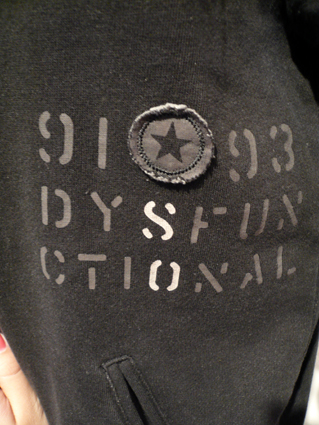 91 93
DYSFUN
CTIONAL